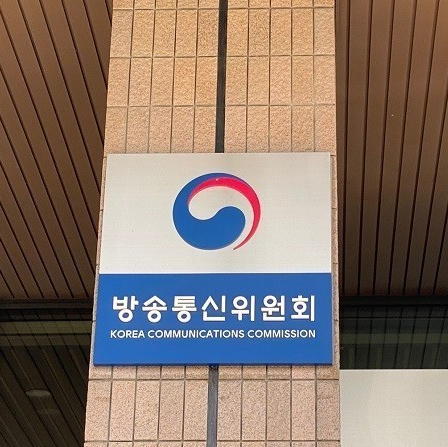 방송통신위원회
KOREA COMMUNICATIONS COMMISSION